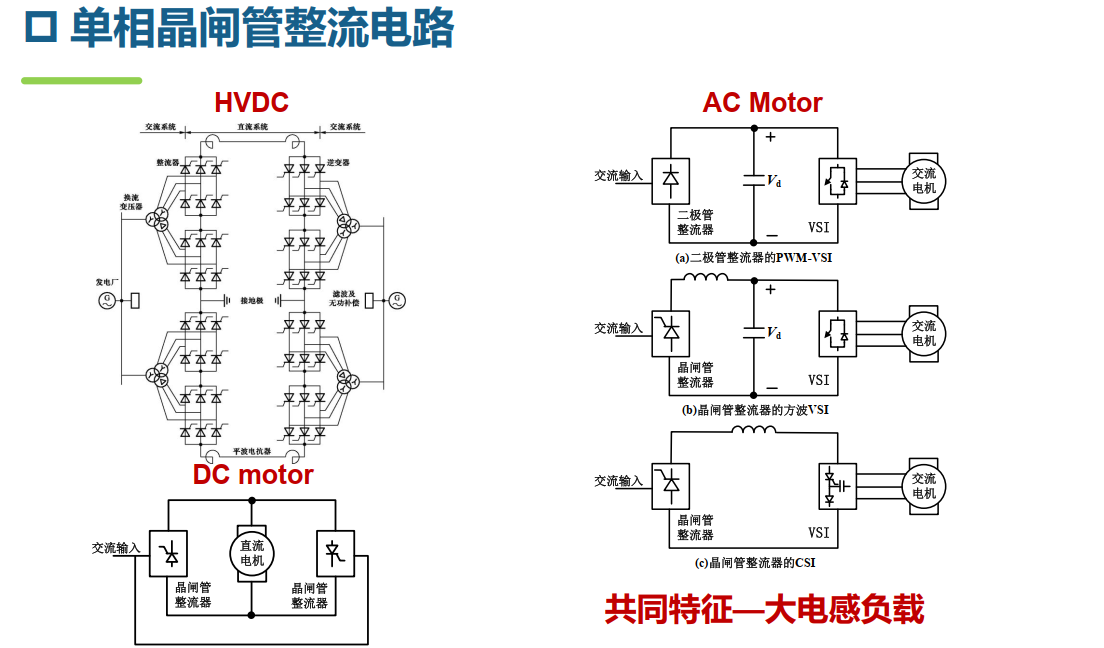 单相晶闸管整流电路
HVDC
交流系统 直流系统 交流系统
整流器 逆变器
换流
变压器
发电厂
G
接地极
滤波及
无功补偿
G
平波电抗器
DC motor
交流输入
直流
电机
晶闸管
整流器
晶闸管
整流器
AC Motor
交流输入
+
Vd
二极管
整流器
VSI
交流
电机
(a)二极管整流器的PWM-VSI
交流输入
+
Vd
晶闸管
整流器
VSI
交流
电机
(b)晶闸管整流器的方波VSI
交流输入
晶闸管
整流器
VSI
交流
电机
(c)晶闸管整流器的CSI
共同特征—大电感负载